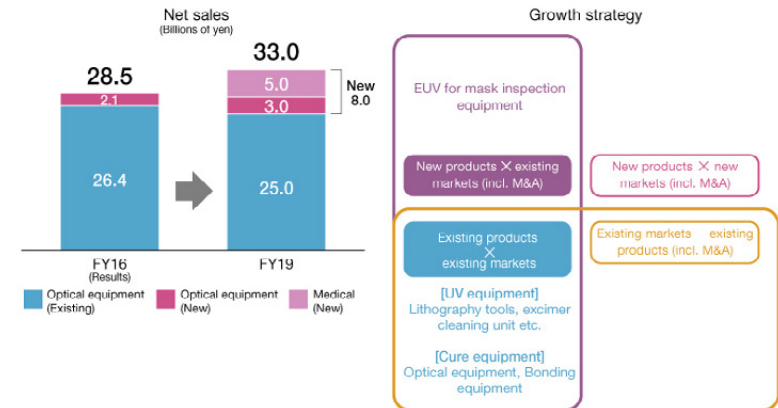 Net sales
(Billions of yen)
28.5
2.1
26.4
33.0
5.0
3.0
25.0
New
8.0
FY16
(Results)
FY19
Optical equipment
(Existing)
Optical equipment
(New)
Medical
(New)
Growth strategy
EUV for mask inspection
equipment
New products × existing
markets (incl. M&A)
New products × new
markets (incl. M&A)
Existing products
×
existing markets
Existing markets existing
products (incl. M&A)
[UV equipment]
Lithography tools, excimer
cleaning unit etc.
[Cure equipment]
Optical equipment, Bonding
equipment